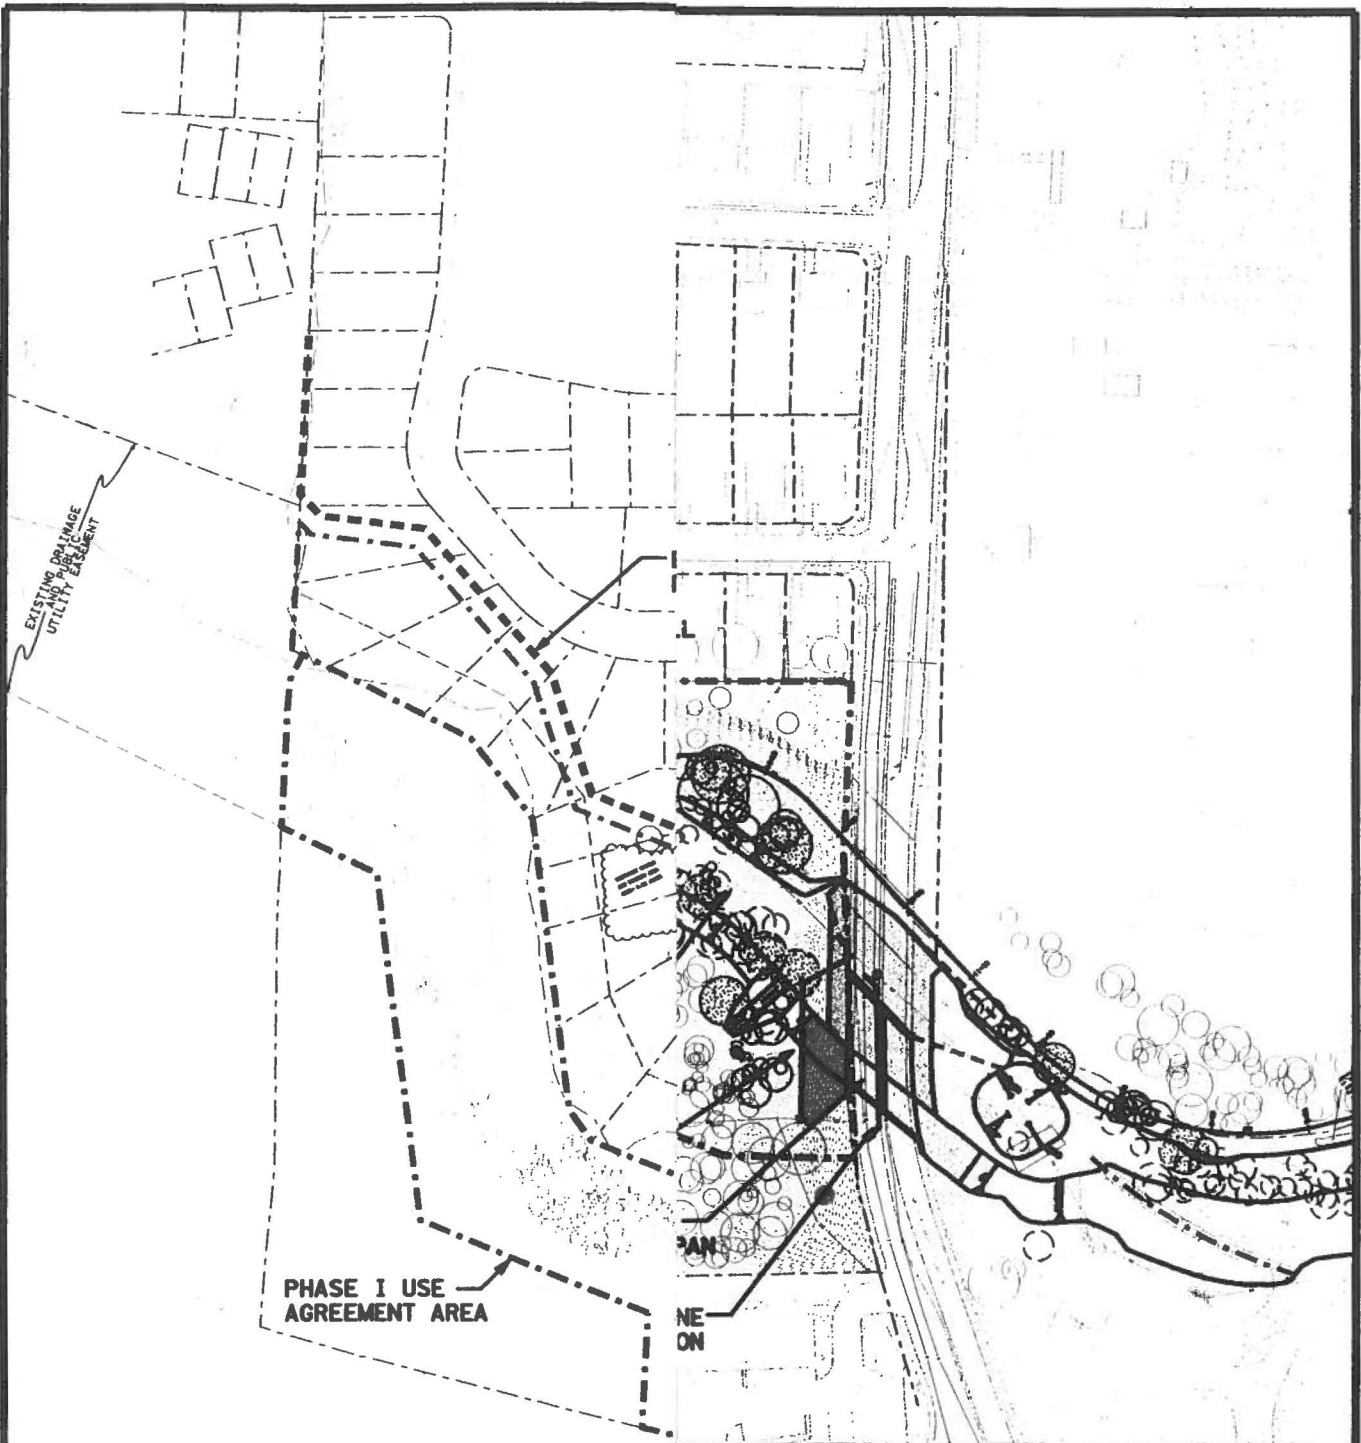 EXISTING DRAINAGE
AND PUBLIC
UTILITY EASEMENT
L
PAN
PHASE I USE
AGREEMENT AREA
NE
ON